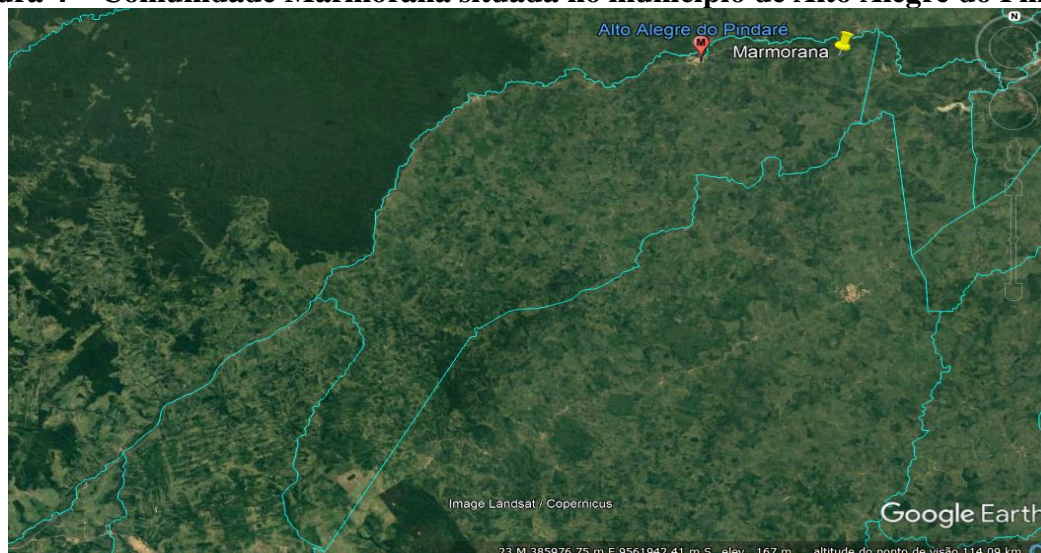 Comunidade Marmorana situada no município de Alto Alegre do
Alto Alegre do Pindaré
N
M
Marmorana
Image Landsat / Copernicus
Google Earth
23 M 385976.75 m E 9561942.41 m S elev 167 m altitude do ponto de visão 114.09 km